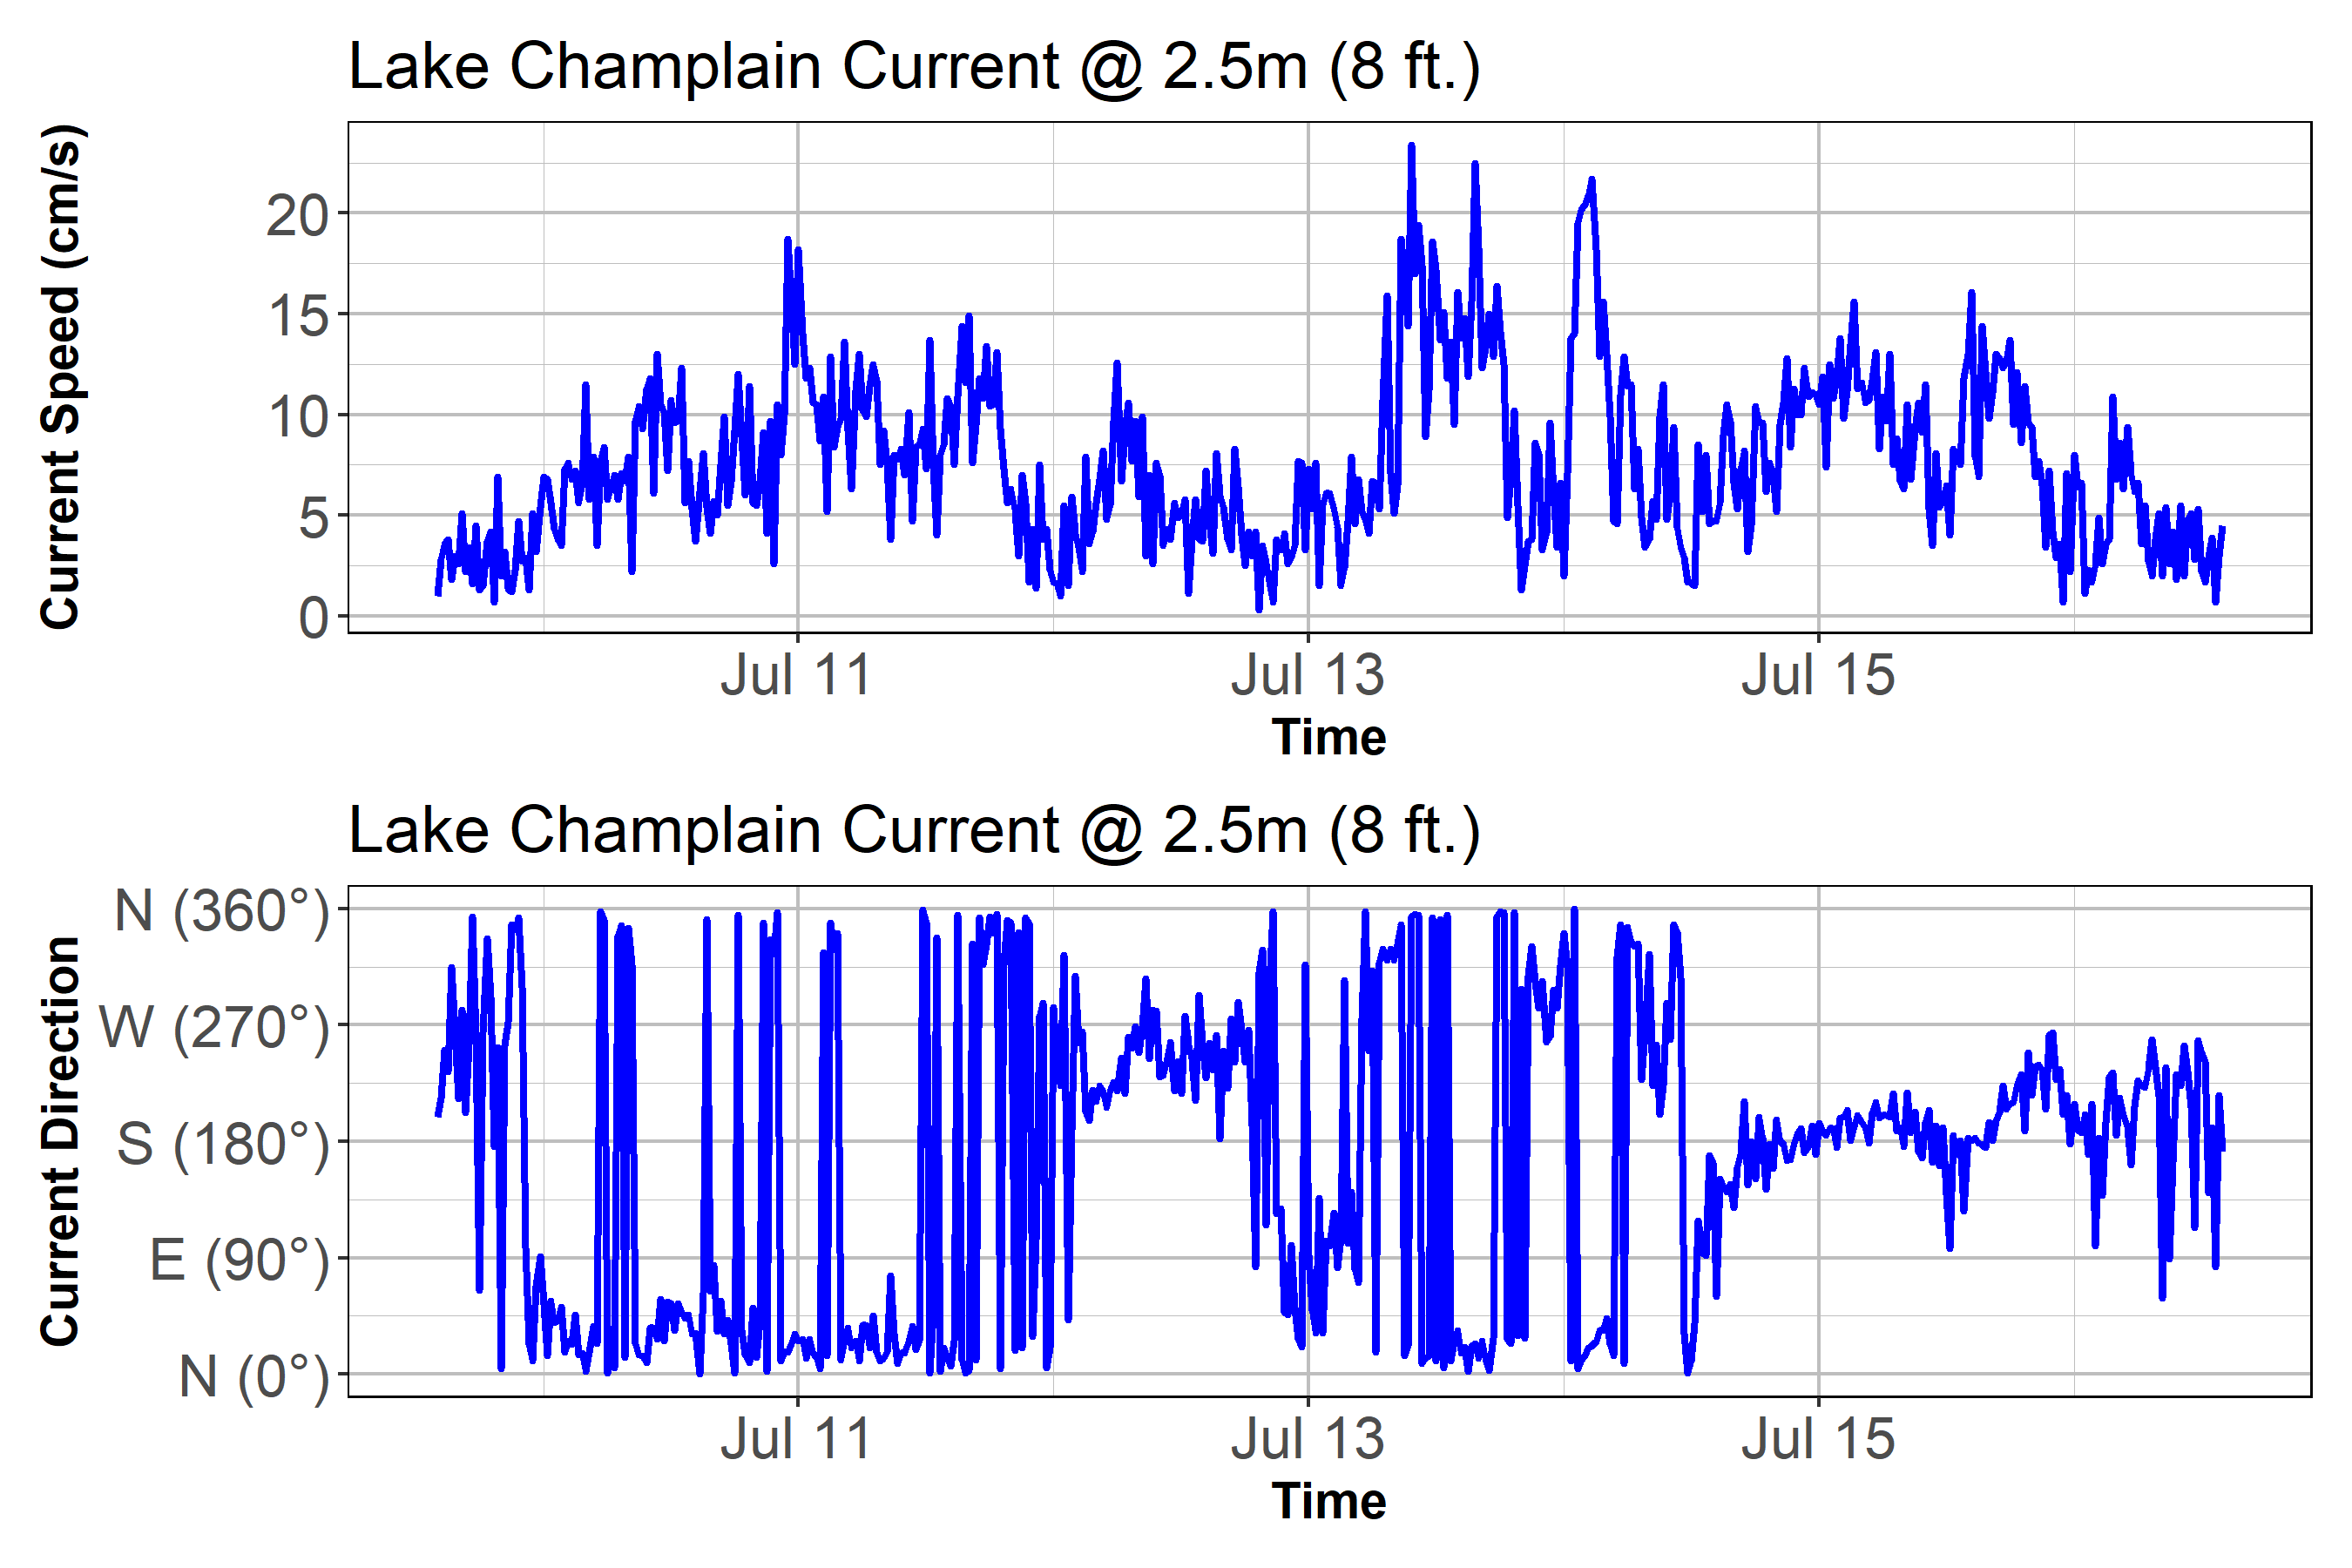 Lake Champlain Current @ 2.5m (8 ft.)
Current Speed (cm/s)
20
15
10
5
0
Jul 11 Jul 13 Jul 15
Time
Lake Champlain Current @ 2.5m (8 ft.)
Current Direction
N (360°)
W (270°)
S (180°)
E (90°)
N (0°)
Jul 11 Jul 13 Jul 15
Time